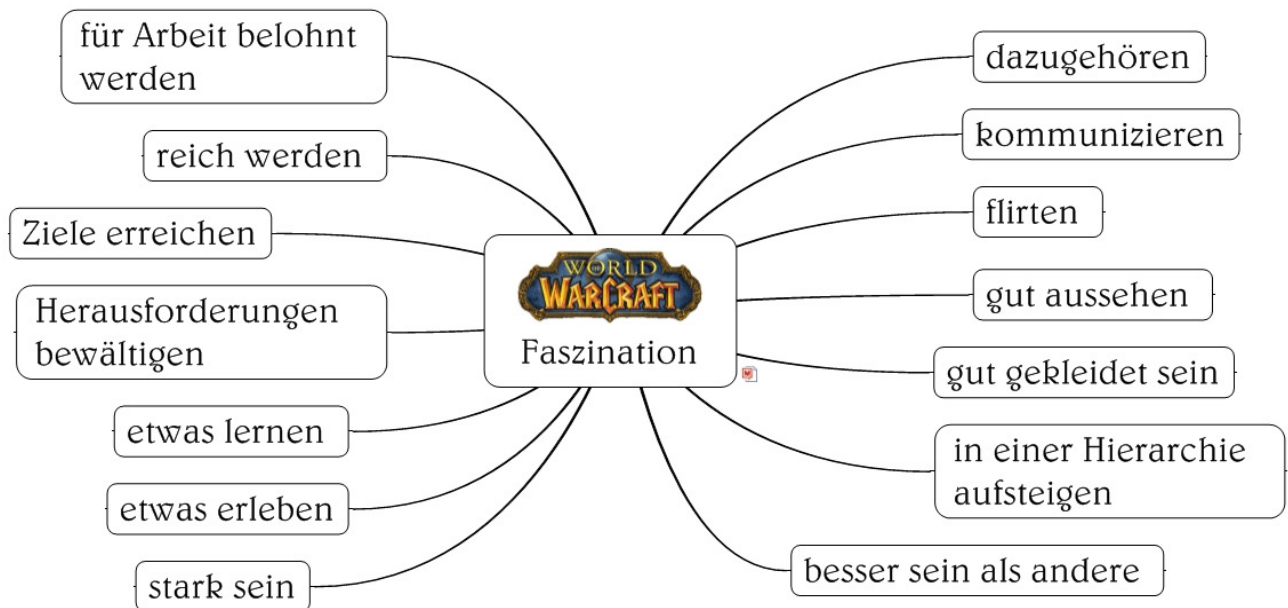 für Arbeit belohnt
werden
reich werden
Ziele erreichen
Herausforderungen
bewältigen
etwas lernen
etwas erleben
stark sein
WORLD
OF
WARCRAFT
Faszination
dazugehören
kommunizieren
flirten
gut aussehen
gut gekleidet sein
in einer Hierarchie
aufsteigen
besser sein als andere